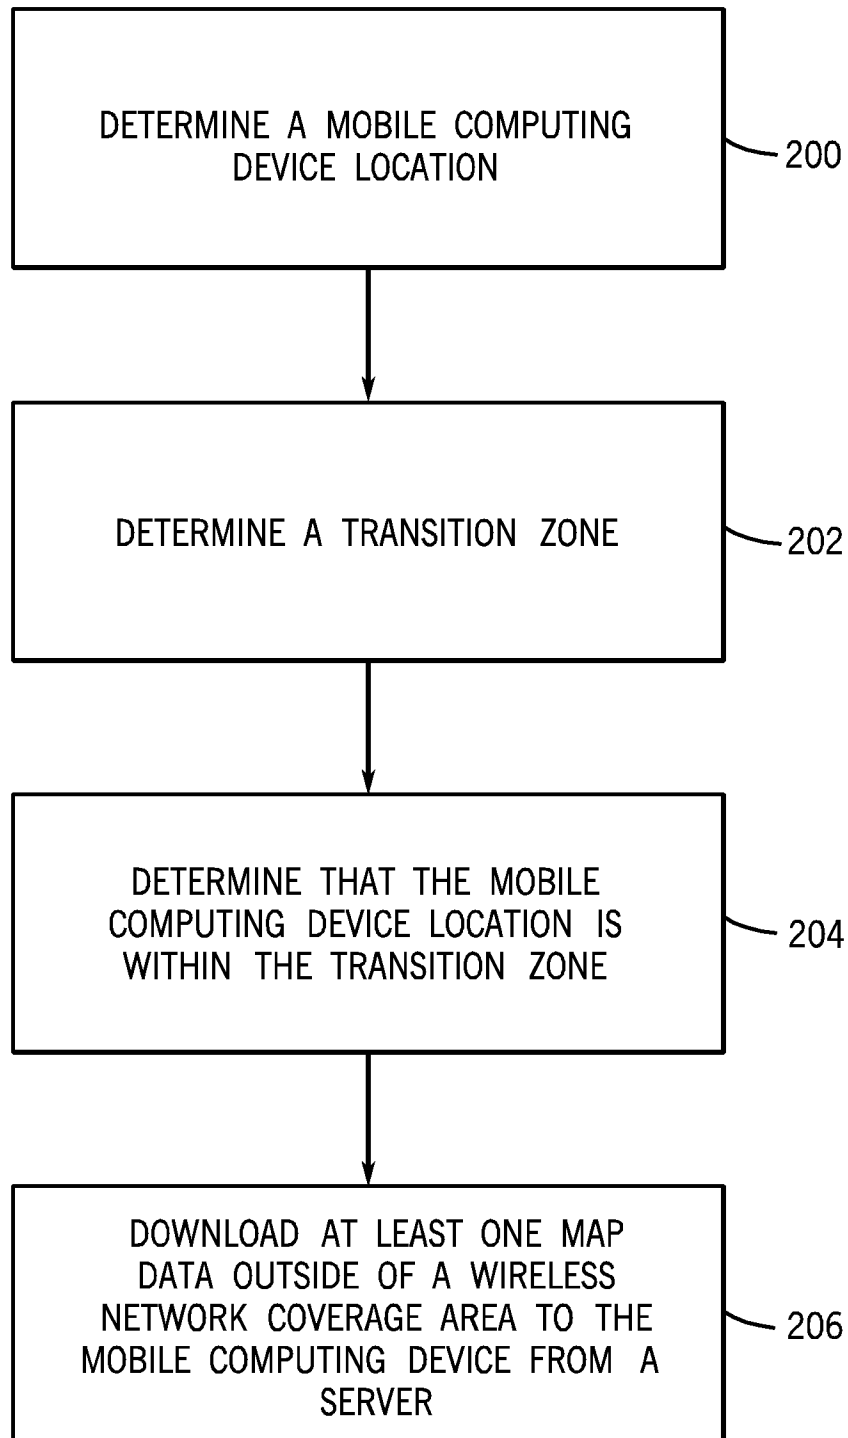 DETERMINE A MOBILE COMPUTING
DEVICE LOCATION
200
DETERMINE A TRANSITION ZONE
202
DETERMINE THAT THE MOBILE
COMPUTING DEVICE LOCATION IS
WITHIN THE TRANSITION ZONE
204
DOWNLOAD AT LEAST ONE MAP
DATA OUTSIDE OF A WIRELESS
NETWORK COVERAGE AREA TO THE
MOBILE COMPUTING DEVICE FROM A
SERVER
206